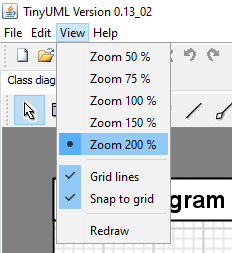 TinyUML Version 0.13_02
File Edit View Help
Zoom 50 %
Zoom 75 %
Zoom 100 %
Zoom 150 %
Zoom 200 %
Grid lines
Snap to grid
Redraw
Class diag
gram